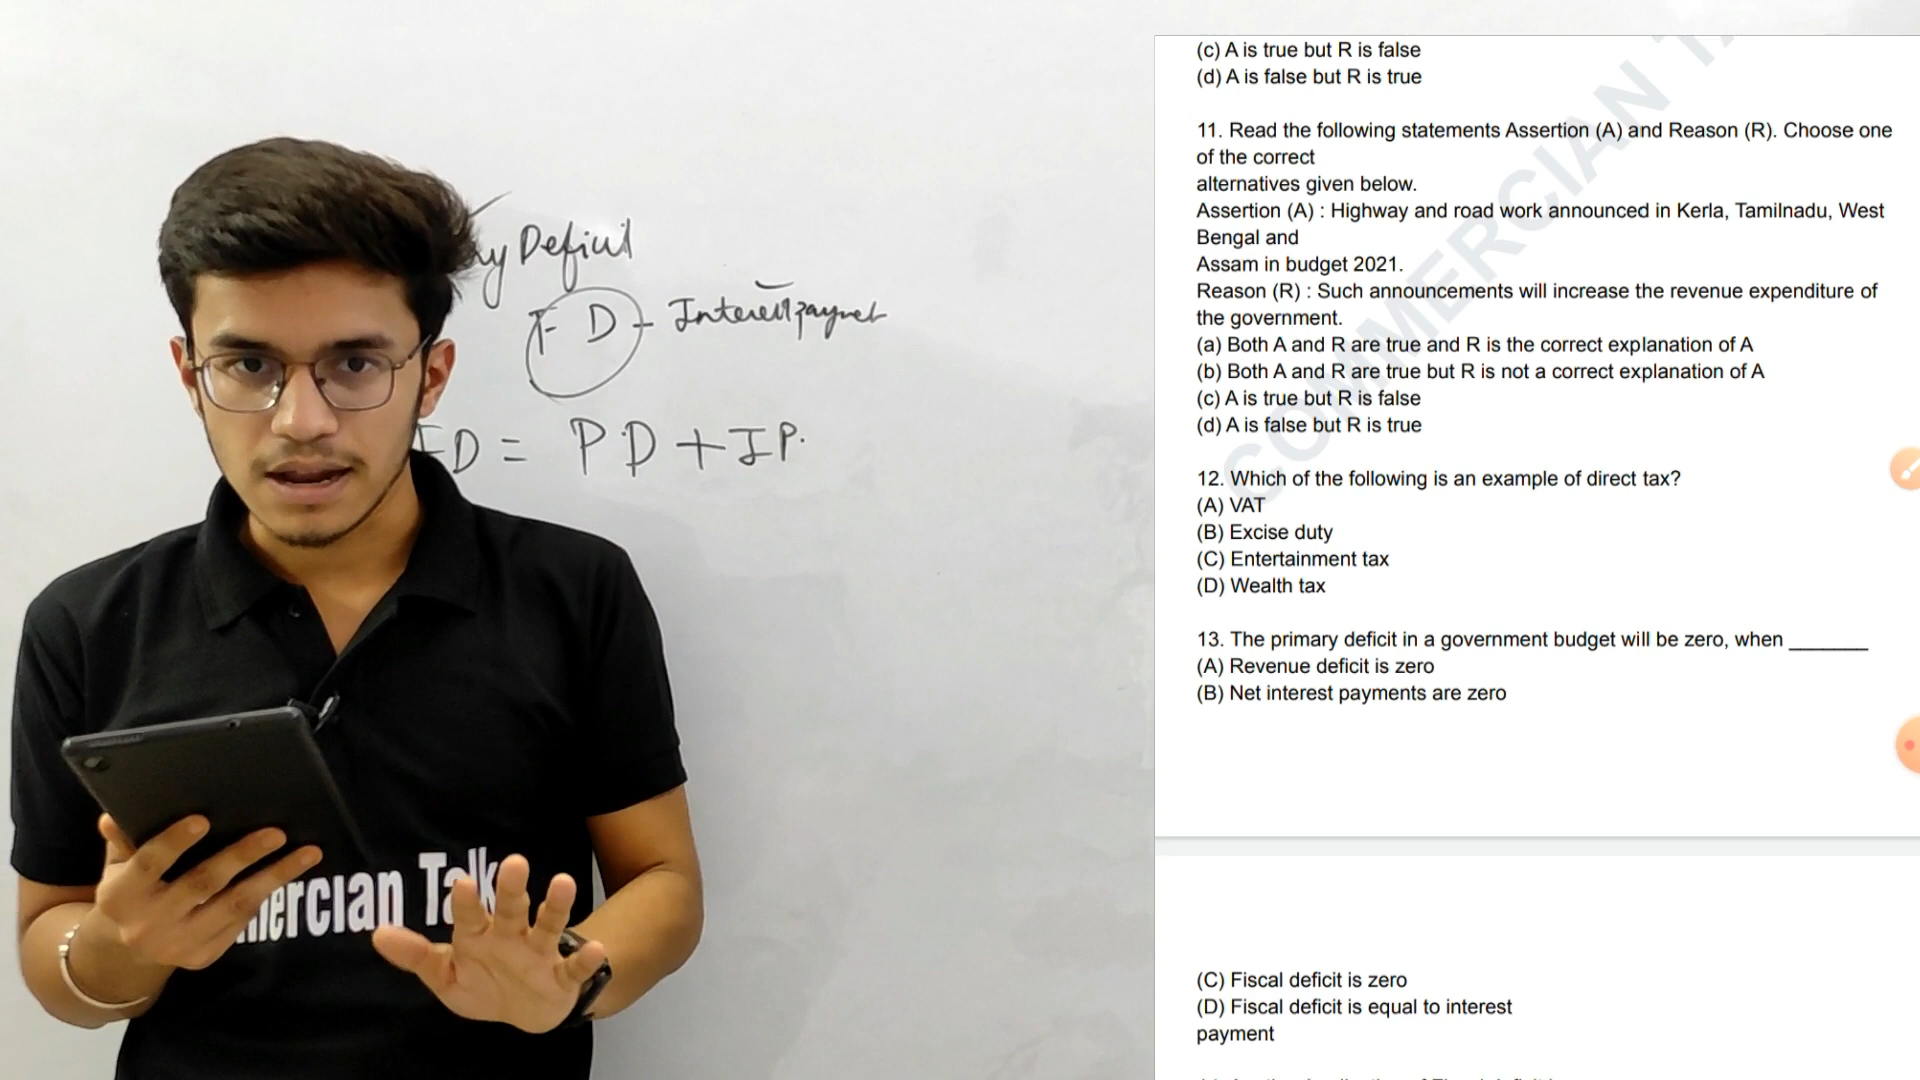 ry Deficit
F D - Interest payment
FD = P.D + IP.
mercian Talk
COMMERCIAN TA
(c) A is true but R is false
(d) A is false but R is true
11. Read the following statements Assertion (A) and Reason (R). Choose one
of the correct
alternatives given below.
Assertion (A) : Highway and road work announced in Kerla, Tamilnadu, West
Bengal and
Assam in budget 2021.
Reason (R) : Such announcements will increase the revenue expenditure of
the government.
(a) Both A and R are true and R is the correct explanation of A
(b) Both A and R are true but R is not a correct explanation of A
(c) A is true but R is false
(d) A is false but R is true
12. Which of the following is an example of direct tax?
(A) VAT
(B) Excise duty
(C) Entertainment tax
(D) Wealth tax
13. The primary deficit in a government budget will be zero, when _______
(A) Revenue deficit is zero
(B) Net interest payments are zero
(C) Fiscal deficit is zero
(D) Fiscal deficit is equal to interest
payment